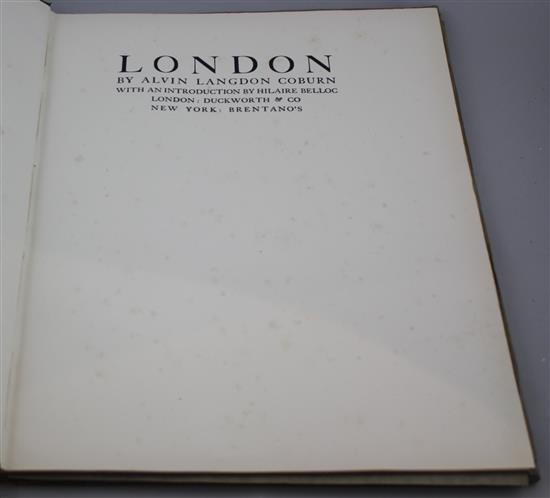 LONDON
BY ALVIN LANGDON COBURN
WITH AN INTRODUCTION BY HILAIRE BELLOC
LONDON: DUCKWORTH & CO
NEW YORK: BRENTANO'S